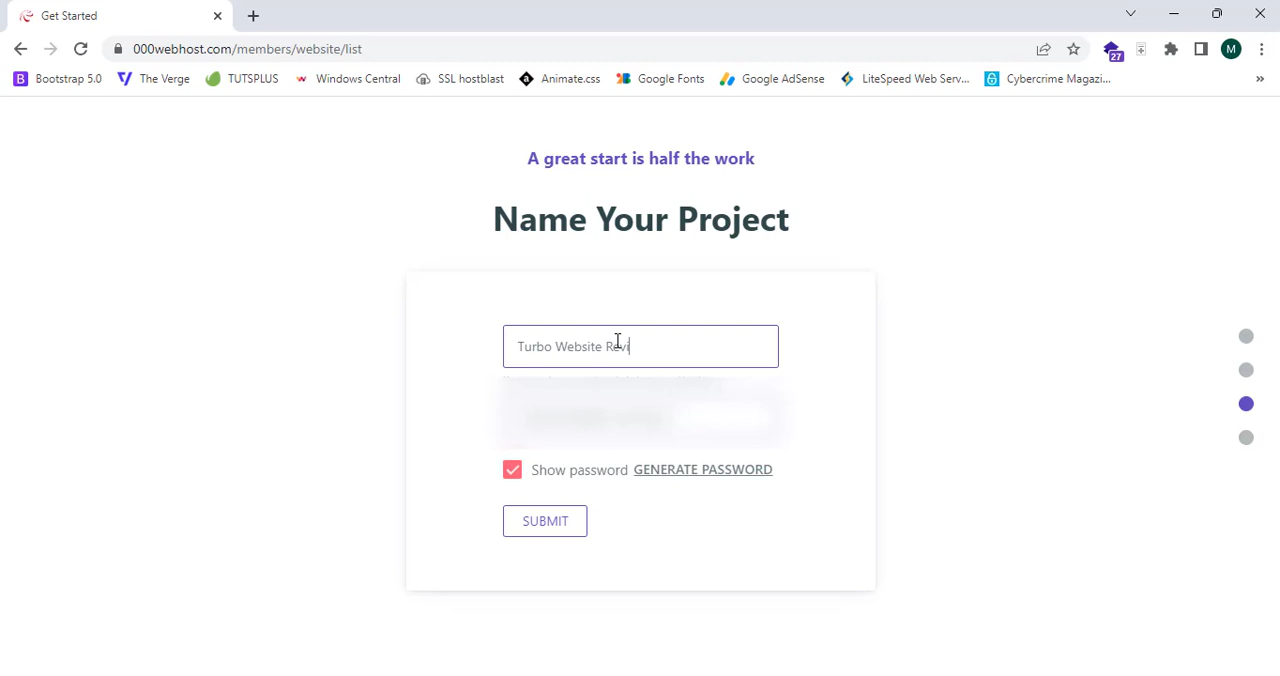 Get Started
000webhost.com/members/website/list
27
M
Bootstrap 5.0
The Verge
TUTSPLUS
Windows Central
SSL hostblast
Animate.css
Google Fonts
Google AdSense
LiteSpeed Web Serv...
Cybercrime Magazi...
»
A great start is half the work
Name Your Project
Turbo Website Revi
Show password GENERATE PASSWORD
SUBMIT